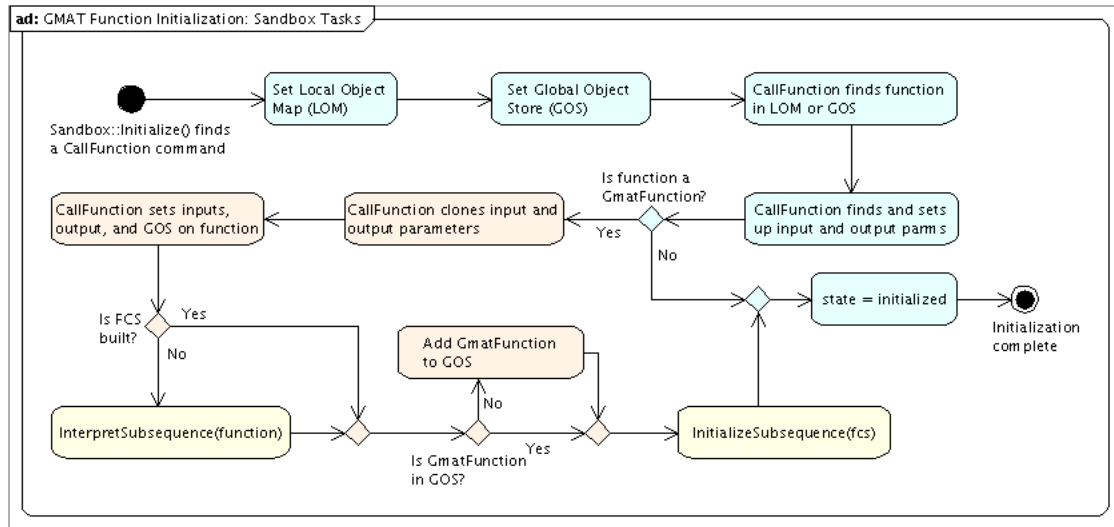 ad: GMAT Function Initialization: Sandbox Tasks
Set Local Object
Map (LOM)
Set Global Object
Store (GOS)
CallFunction finds function
in LOM or GOS
Sandbox::Initialize() finds
a CallFunction command
Is function a
GmatFunction?
CallFunction sets inputs,
output, and GOS on function
CallFunction clones input and
output parameters
Yes
No
CallFunction finds and sets
up input and output parms
state = initialized
Initialization
complete
Is FCS
built?
Yes
No
Add GmatFunction
to GOS
InterpretSubsequence(function)
No
Yes
Is GmatFunction
in GOS?
InitializeSubsequence(fcs)